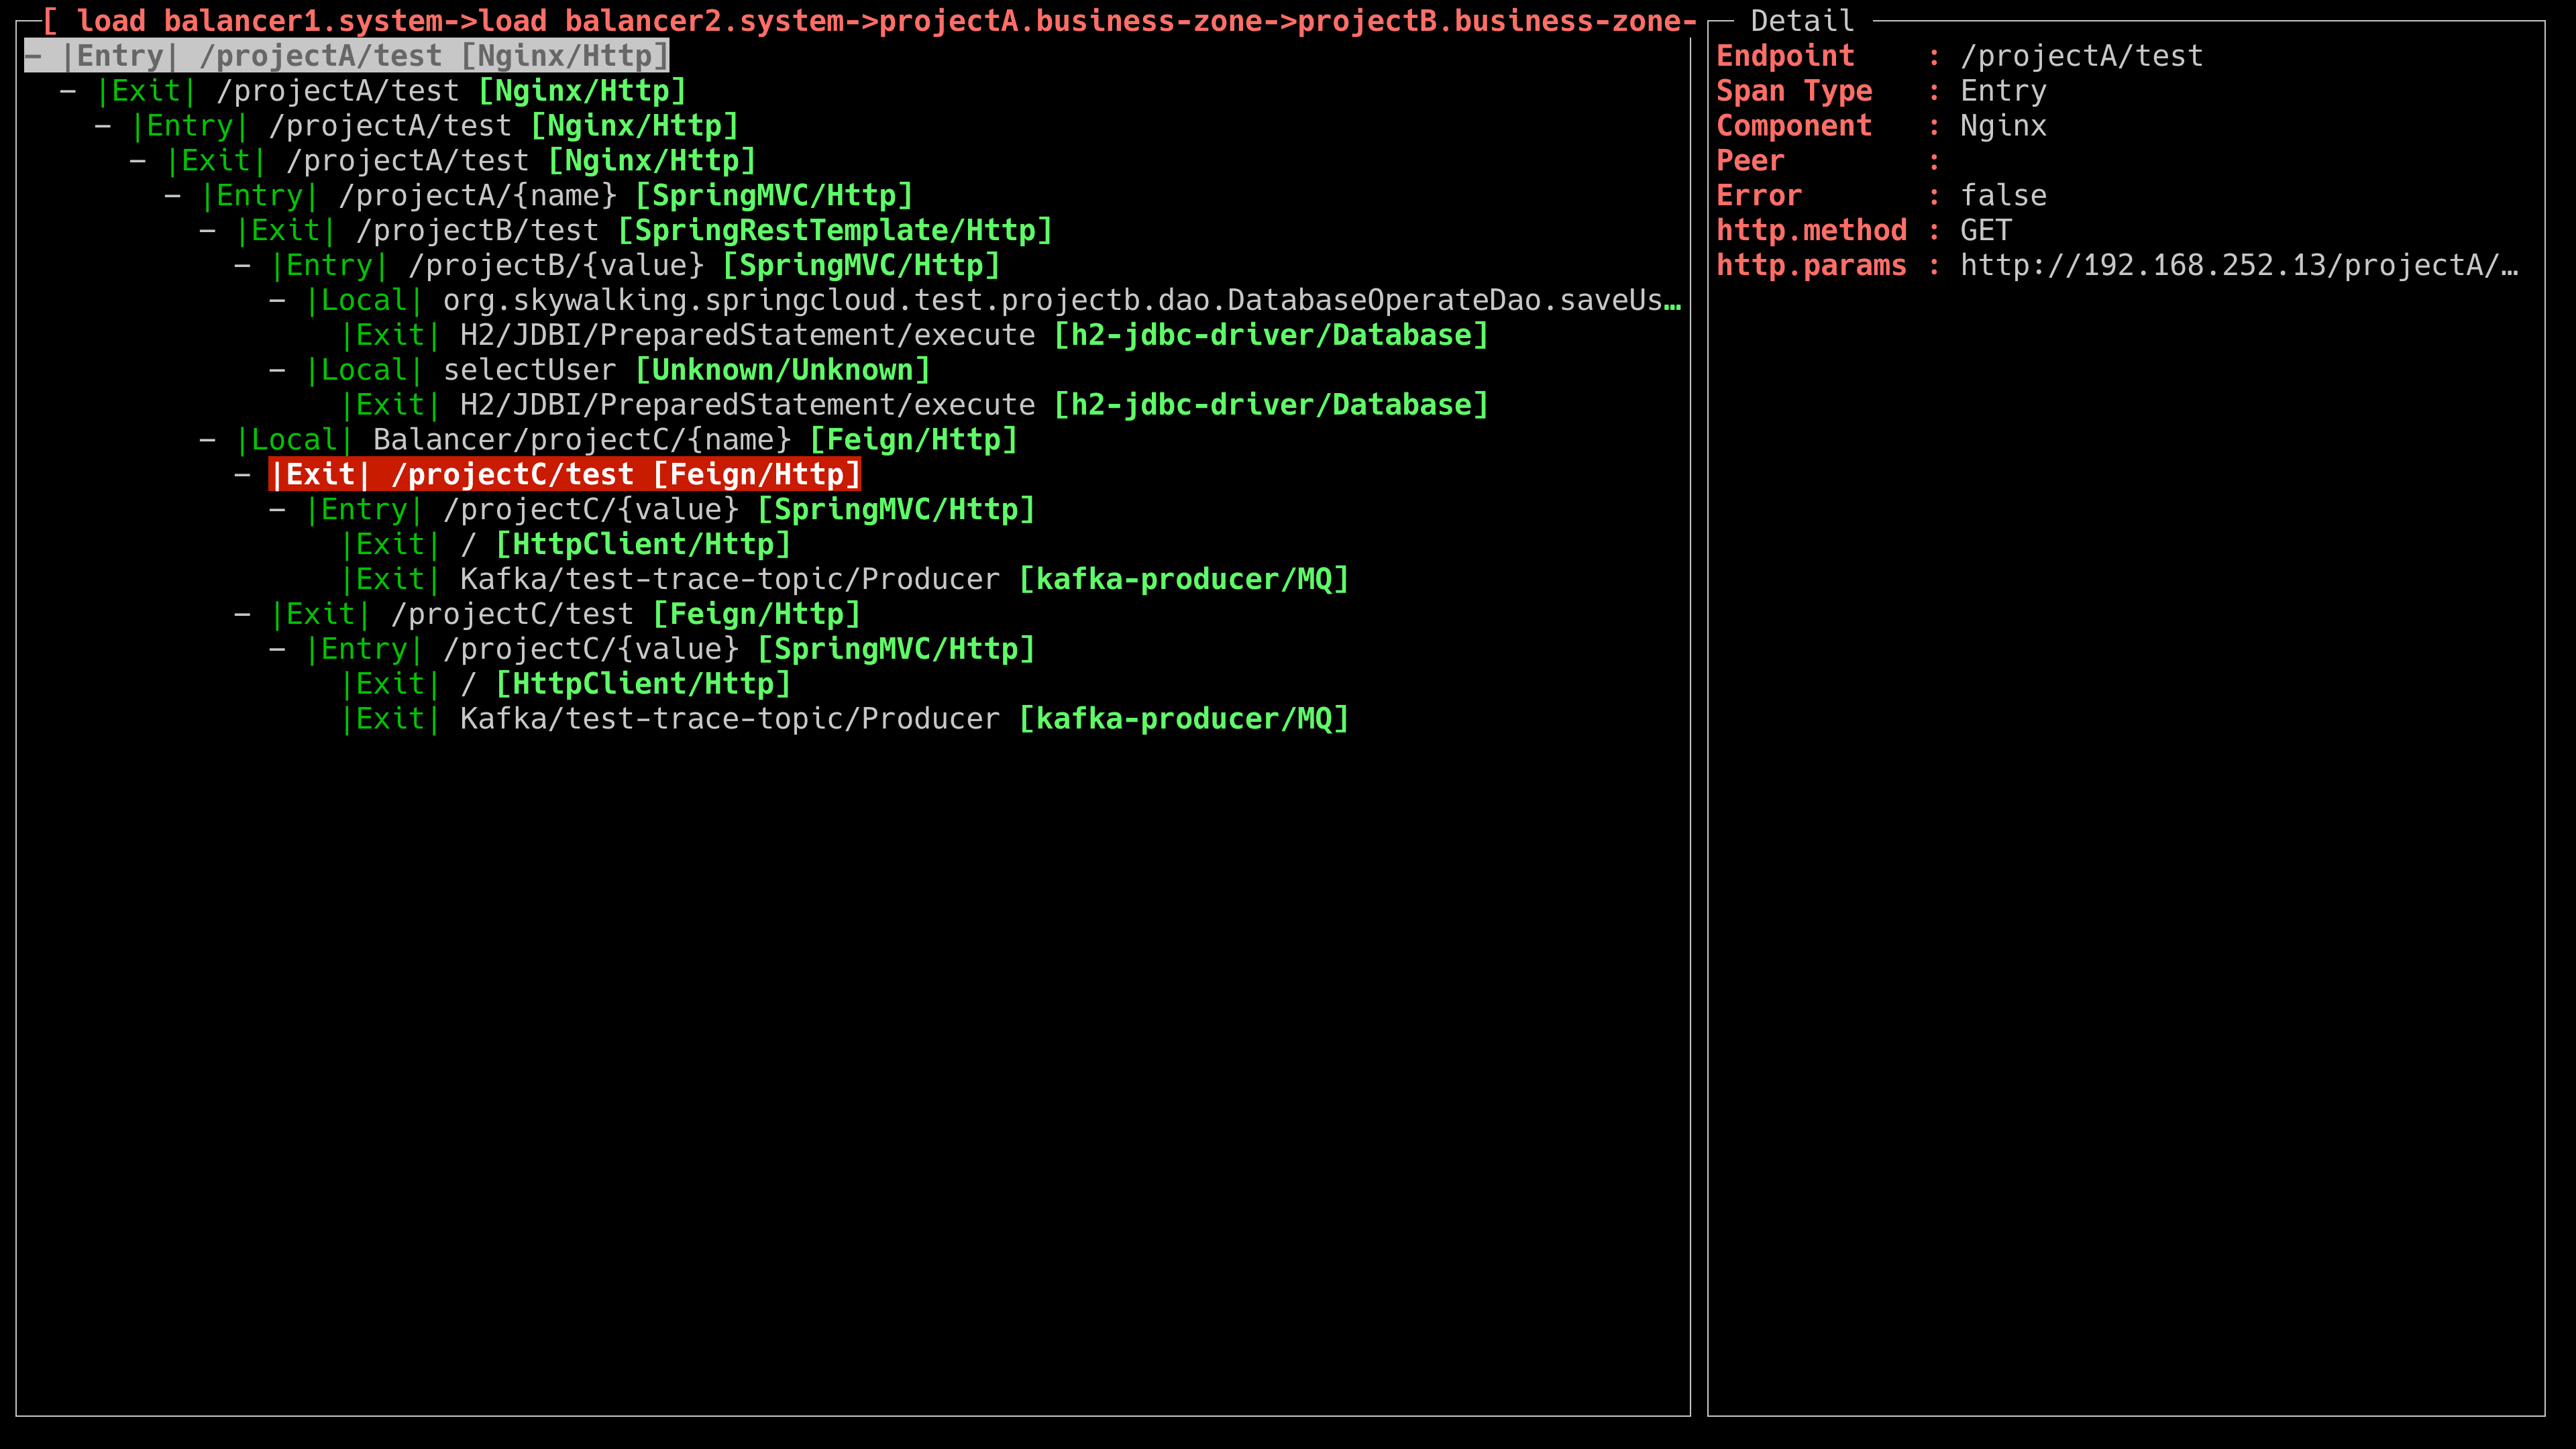 [ load balancer1.system->load balancer2.system->projectA.business-zone->projectB.business-zone-
− |Entry| /projectA/test [Nginx/Http]
− |Exit| /projectA/test [Nginx/Http]
− |Entry| /projectA/test [Nginx/Http]
− |Exit| /projectA/test [Nginx/Http]
− |Entry| /projectA/{name} [SpringMVC/Http]
− |Exit| /projectB/test [SpringRestTemplate/Http]
− |Entry| /projectB/{value} [SpringMVC/Http]
− |Local| org.skywalking.springcloud.test.projectb.dao.DatabaseOperateDao.saveUs…
|Exit| H2/JDBI/PreparedStatement/execute [h2-jdbc-driver/Database]
− |Local| selectUser [Unknown/Unknown]
|Exit| H2/JDBI/PreparedStatement/execute [h2-jdbc-driver/Database]
− |Local| Balancer/projectC/{name} [Feign/Http]
− |Exit| /projectC/test [Feign/Http]
− |Entry| /projectC/{value} [SpringMVC/Http]
|Exit| / [HttpClient/Http]
|Exit| Kafka/test-trace-topic/Producer [kafka-producer/MQ]
− |Exit| /projectC/test [Feign/Http]
− |Entry| /projectC/{value} [SpringMVC/Http]
|Exit| / [HttpClient/Http]
|Exit| Kafka/test-trace-topic/Producer [kafka-producer/MQ]
Detail
Endpoint : /projectA/test
Span Type : Entry
Component : Nginx
Peer :
Error : false
http.method : GET
http.params : http://192.168.252.13/projectA/…